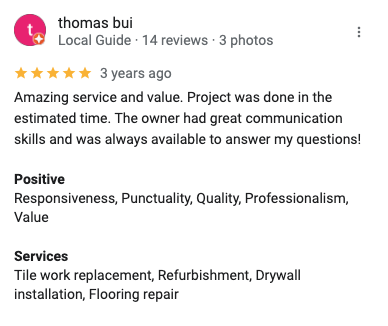 t
thomas bui
Local Guide · 14 reviews · 3 photos
3 years ago
Amazing service and value. Project was done in the
estimated time. The owner had great communication
skills and was always available to answer my questions!
Positive
Responsiveness, Punctuality, Quality, Professionalism,
Value
Services
Tile work replacement, Refurbishment, Drywall
installation, Flooring repair